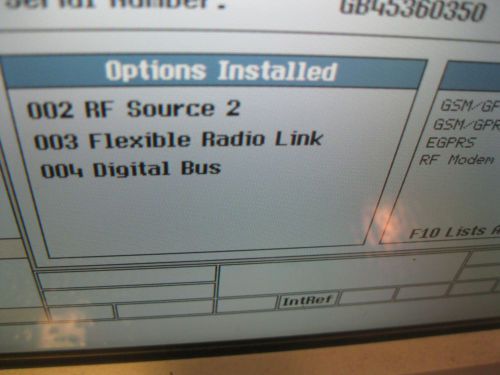 Serial Number: GB45360350
Options Installed
002 RF Source 2
003 Flexible Radio Link
004 Digital Bus
GSM/GP
GSM/GPR
EGPRS
RF Modem
F10 Lists A
IntRef